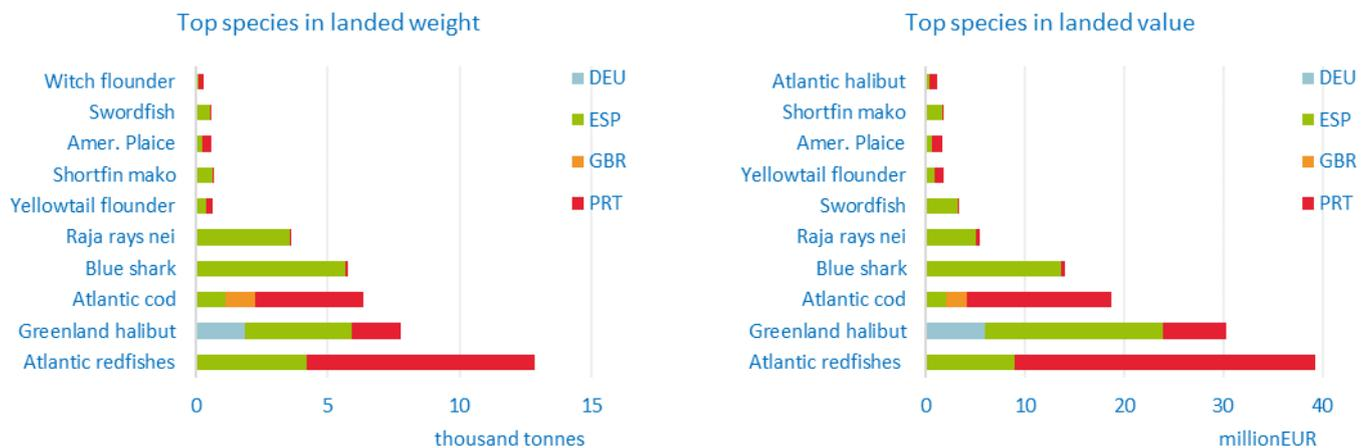 Top species in landed weight
Witch flounder
Swordfish
Amer. Plaice
Shortfin mako
Yellowtail flounder
Raja rays nei
Blue shark
Atlantic cod
Greenland halibut
Atlantic redfishes
DEU
ESP
GBR
PRT
0 5 10 15
thousand tonnes
Top species in landed value
Atlantic halibut
Shortfin mako
Amer. Plaice
Yellowtail flounder
Swordfish
Raja rays nei
Blue shark
Atlantic cod
Greenland halibut
Atlantic redfishes
DEU
ESP
GBR
PRT
0 10 20 30 40
millionEUR